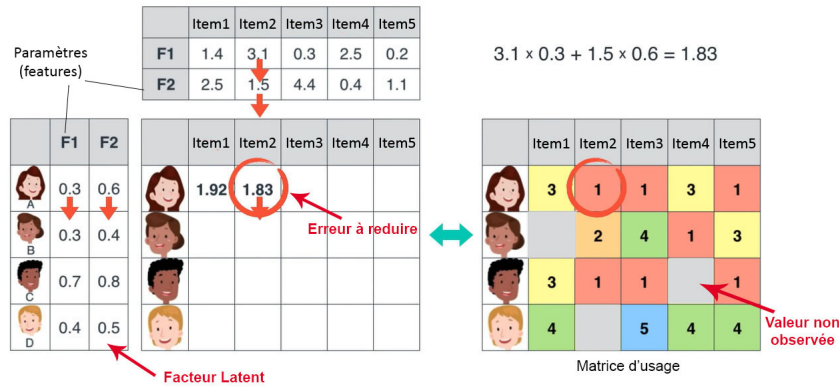 Item1 Item2 Item3 Item4 Item5
F1 1.4 3.1 0.3 2.5 0.2
F2 2.5 1.5 4.4 0.4 1.1
Paramètres
(features)
3.1 x 0.3 + 1.5 x 0.6 = 1.83
F1 F2
A 0.3 0.6
B 0.3 0.4
C 0.7 0.8
D 0.4 0.5
Facteur Latent
Item1 Item2 Item3 Item4 Item5
1.92 1.83
Erreur à reduire
Item1 Item2 Item3 Item4 Item5
3 1 1 3 1
2 4 1 3
3 1 1 1
4 5 4 4
Valeur non
observée
Matrice d'usage